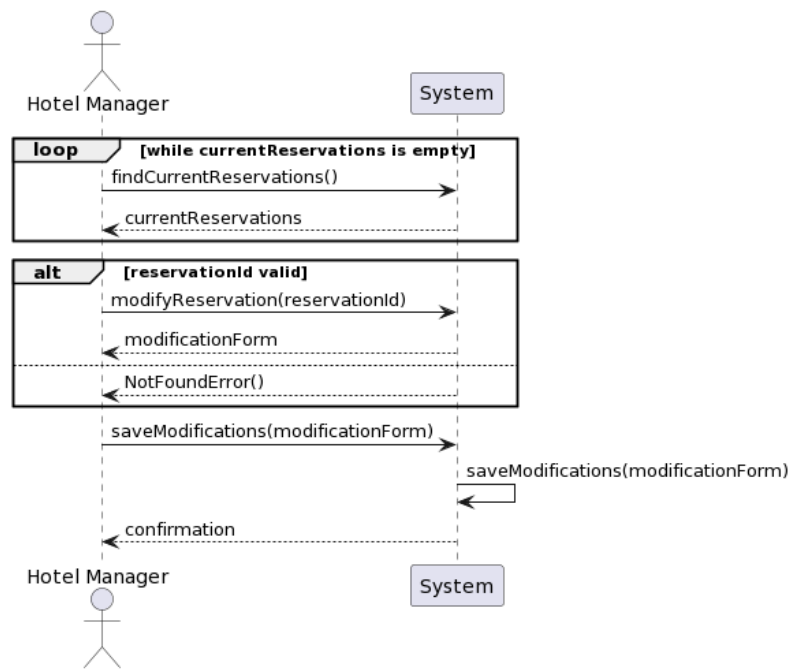 Hotel Manager
System
loop [while currentReservations is empty]
findCurrentReservations()
currentReservations
alt [reservationId valid]
modifyReservation(reservationId)
modificationForm
NotFoundError()
saveModifications(modificationForm)
saveModifications(modificationForm)
confirmation
Hotel Manager
System